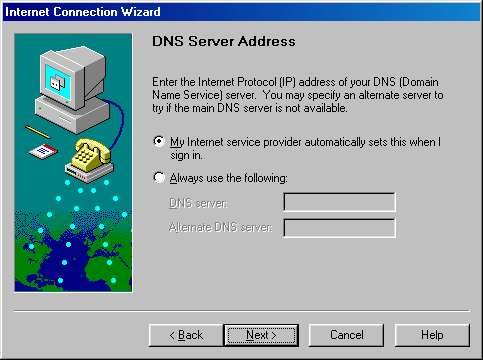 Internet Connection Wizard
DNS Server Address
Enter the Internet Protocol (IP) address of your DNS (Domain
Name Service) server. You may specify an alternate server to
try if the main DNS server is not available.
My Internet service provider automatically sets this when I
sign in.
Always use the following:
DNS server:
Alternate DNS server:
< Back Next > Cancel Help